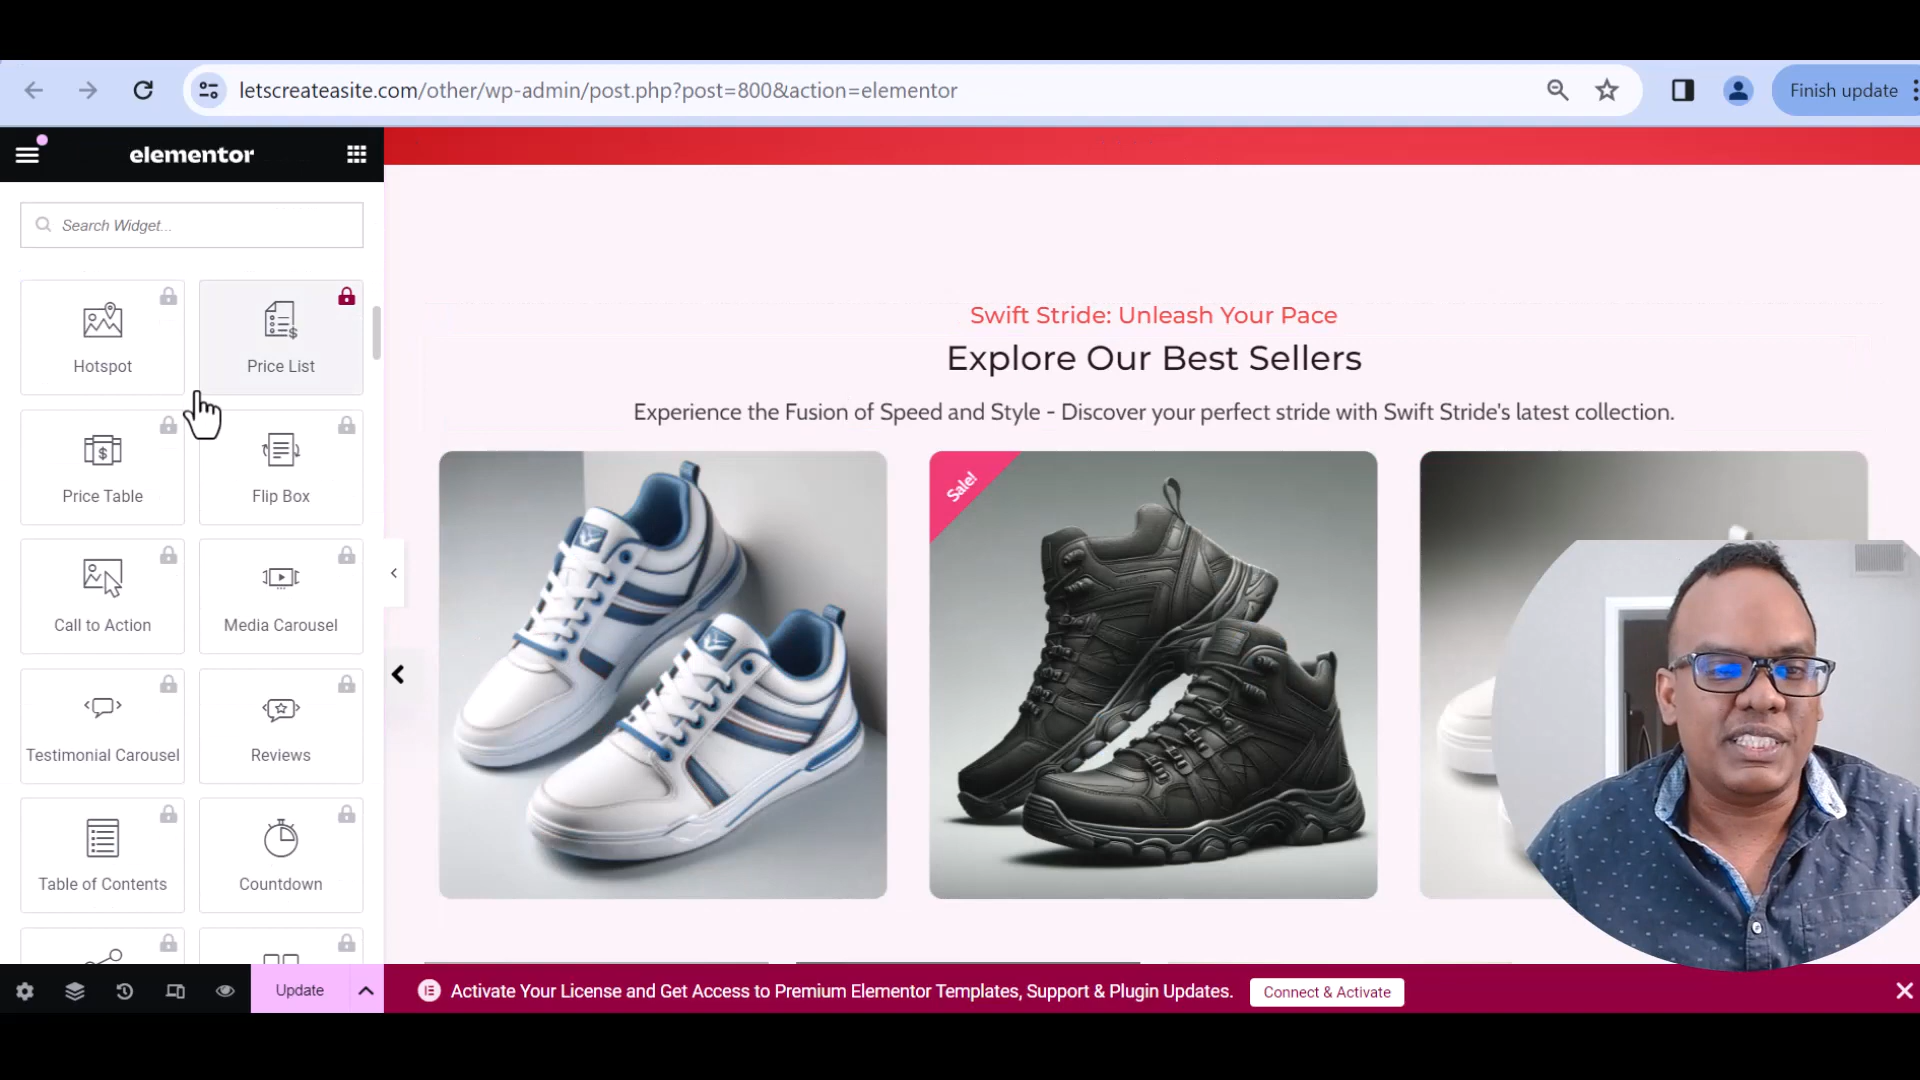 letscreateasite.com/other/wp-admin/post.php?post=800&action=elementor
Finish update
elementor
Search Widget...
Hotspot
Price List
Price Table
Flip Box
Call to Action
Media Carousel
Testimonial Carousel
Reviews
Table of Contents
Countdown
Update
Swift Stride: Unleash Your Pace
Explore Our Best Sellers
Experience the Fusion of Speed and Style - Discover your perfect stride with Swift Stride's latest collection.
Sale!
Activate Your License and Get Access to Premium Elementor Templates, Support & Plugin Updates.
Connect & Activate